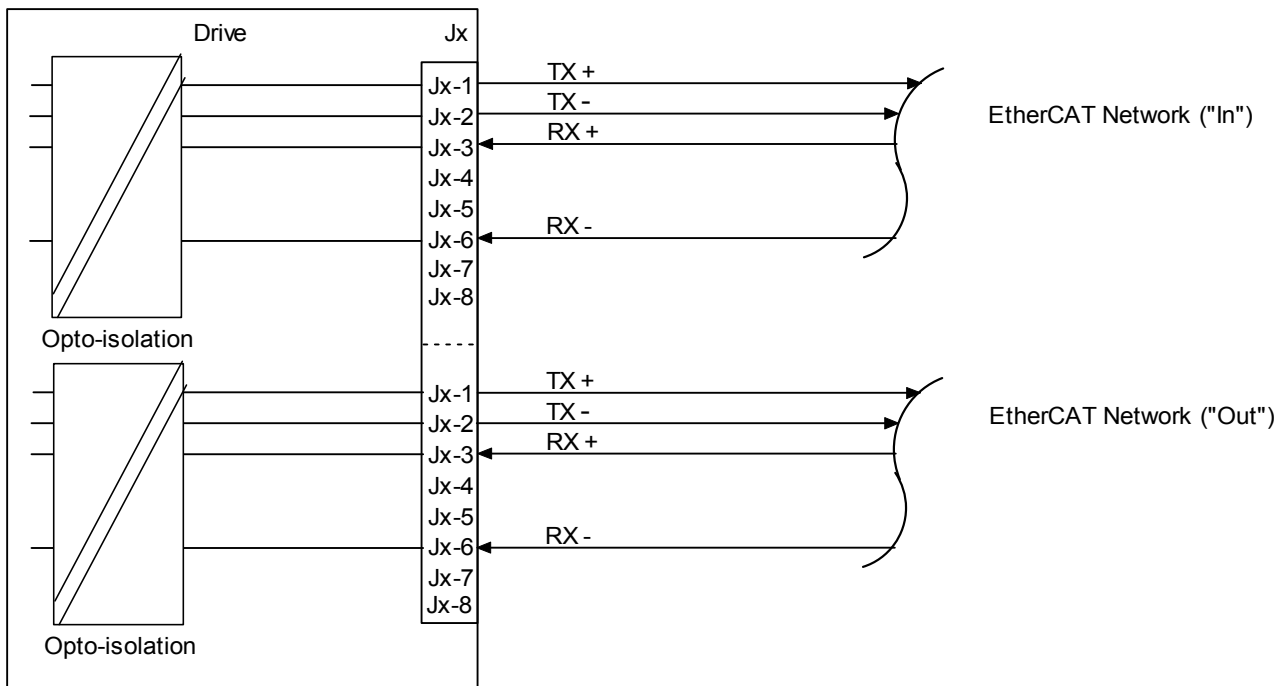 Drive
Jx
Jx-1
TX +
Jx-2
TX -
Jx-3
RX +
Jx-4
Jx-5
Jx-6
RX -
Jx-7
Jx-8
EtherCAT Network ("In")
Opto-isolation
Jx-1
TX +
Jx-2
TX -
Jx-3
RX +
Jx-4
Jx-5
Jx-6
RX -
Jx-7
Jx-8
EtherCAT Network ("Out")
Opto-isolation